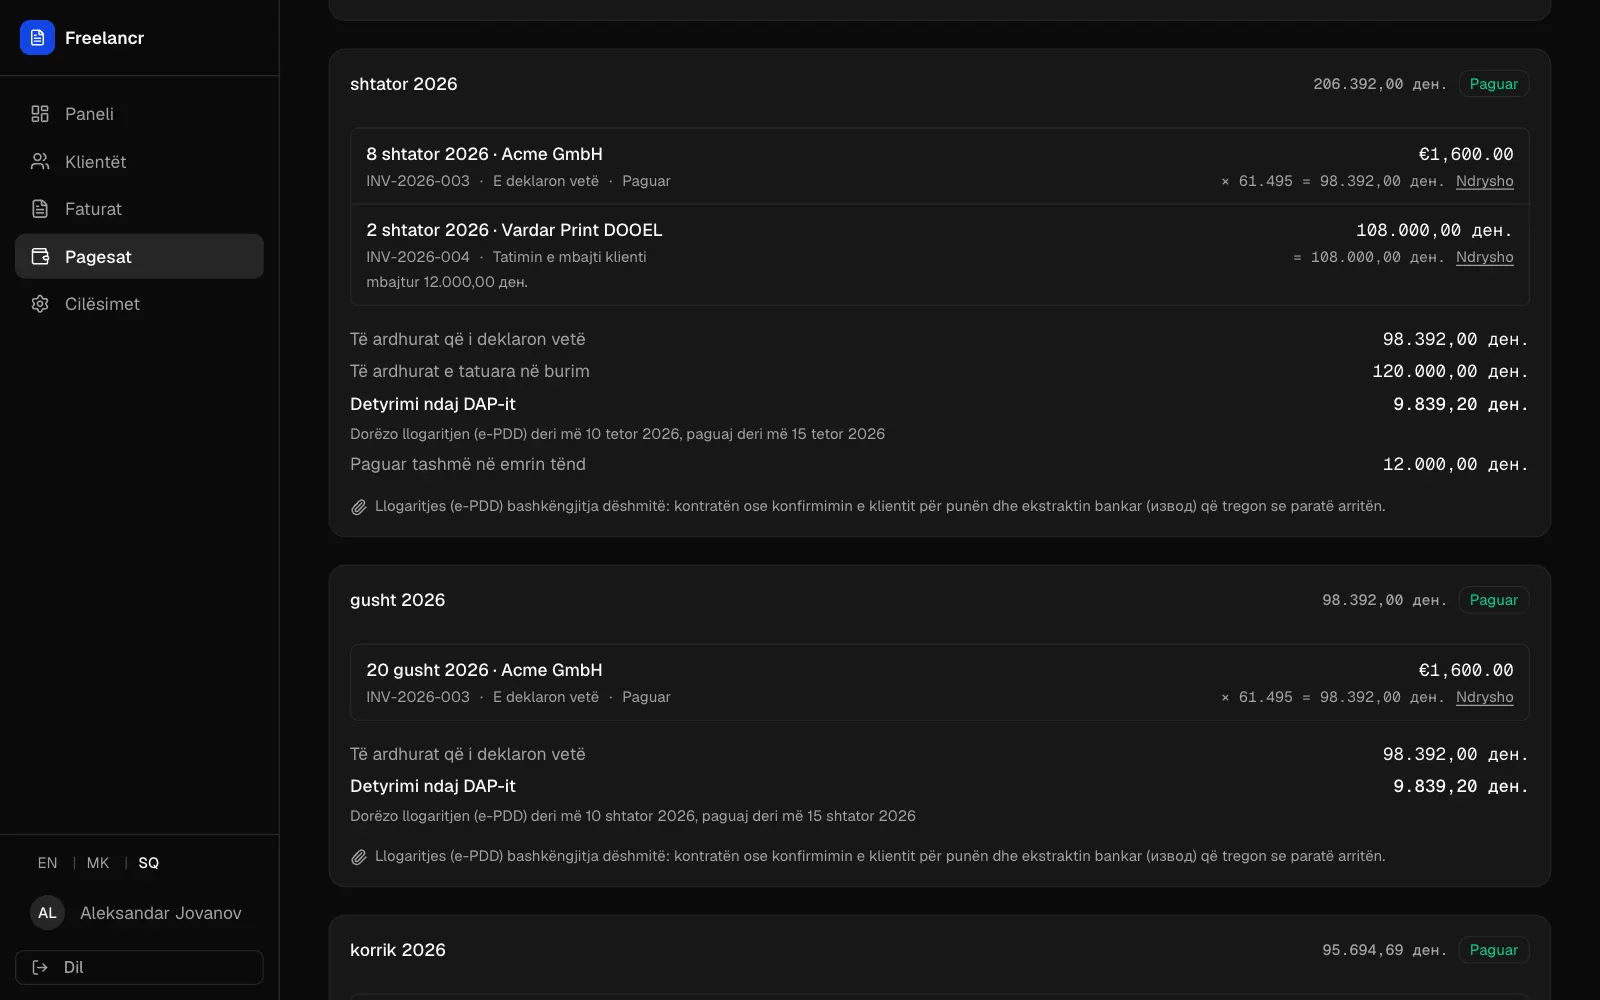 Freelancr
Paneli
Klientët
Faturat
Pagesat
Cilësimet
EN | MK | SQ
AL Aleksandar Jovanov
Dil
shtator 2026 206.392,00 ден. Paguar
8 shtator 2026 · Acme GmbH €1,600.00
INV-2026-003 · E deklaron vetë · Paguar × 61.495 = 98.392,00 ден. Ndrysho
2 shtator 2026 · Vardar Print DOOEL 108.000,00 ден.
INV-2026-004 · Tatimin e mbajti klienti = 108.000,00 ден. Ndrysho
mbajtur 12.000,00 ден.
Të ardhurat që i deklaron vetë 98.392,00 ден.
Të ardhurat e tatuara në burim 120.000,00 ден.
Detyrimi ndaj DAP-it 9.839,20 ден.
Dorëzo llogaritjen (e-PDD) deri më 10 tetor 2026, paguaj deri më 15 tetor 2026
Paguar tashmë në emrin tënd 12.000,00 ден.
Llogaritjes (e-PDD) bashkëngjitja dëshmitë: kontratën ose konfirmimin e klientit për punën dhe ekstraktin bankar (извод) që tregon se paratë arritën.
gusht 2026 98.392,00 ден. Paguar
20 gusht 2026 · Acme GmbH €1,600.00
INV-2026-003 · E deklaron vetë · Paguar × 61.495 = 98.392,00 ден. Ndrysho
Të ardhurat që i deklaron vetë 98.392,00 ден.
Detyrimi ndaj DAP-it 9.839,20 ден.
Dorëzo llogaritjen (e-PDD) deri më 10 shtator 2026, paguaj deri më 15 shtator 2026
Llogaritjes (e-PDD) bashkëngjitja dëshmitë: kontratën ose konfirmimin e klientit për punën dhe ekstraktin bankar (извод) që tregon se paratë arritën.
korrik 2026 95.694,69 ден. Paguar